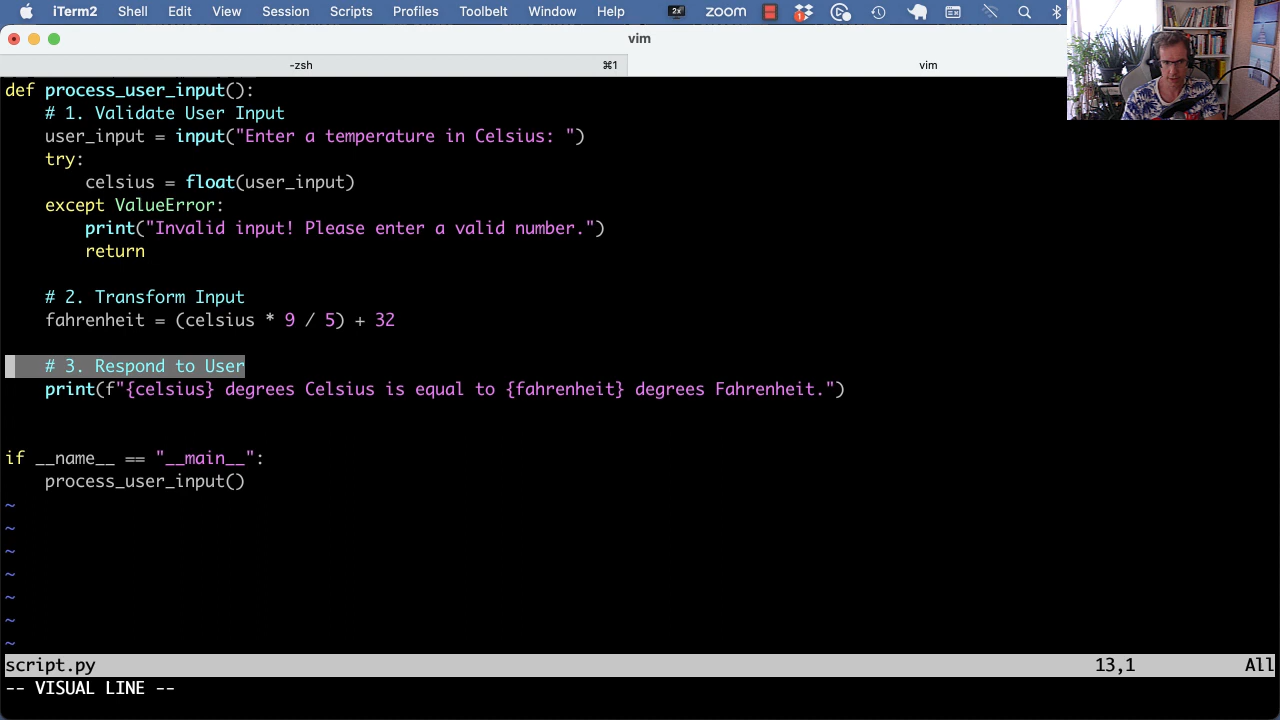 iTerm2 Shell Edit View Session Scripts Profiles Toolbelt Window Help 2x zoom 1
vim
-zsh ⌘1 vim
def process_user_input():
    # 1. Validate User Input
    user_input = input("Enter a temperature in Celsius: ")
    try:
        celsius = float(user_input)
    except ValueError:
        print("Invalid input! Please enter a valid number.")
        return
    # 2. Transform Input
    fahrenheit = (celsius * 9 / 5) + 32
    # 3. Respond to User
    print(f"{celsius} degrees Celsius is equal to {fahrenheit} degrees Fahrenheit.")
if __name__ == "__main__":
    process_user_input()
~
~
~
~
~
~
~
script.py 13,1 All
-- VISUAL LINE --